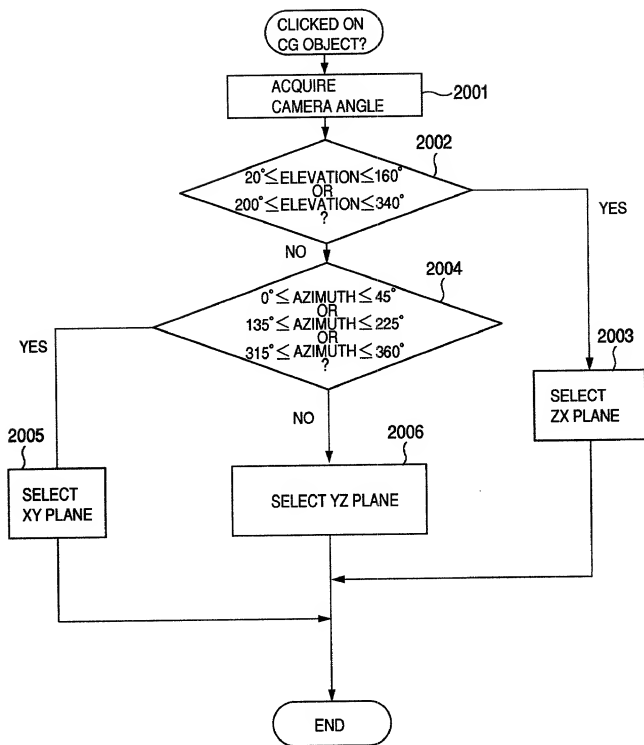 CLICKED ON
CG OBJECT?
ACQUIRE
CAMERA ANGLE
2001
2002
20°≤ELEVATION≤160°
OR
200°≤ELEVATION≤340°
?
YES
NO
2004
0°≤AZIMUTH≤45°
OR
135°≤AZIMUTH≤225°
OR
315°≤AZIMUTH≤360°
?
YES
2003
SELECT
ZX PLANE
NO
2005
SELECT
XY PLANE
2006
SELECT YZ PLANE
END